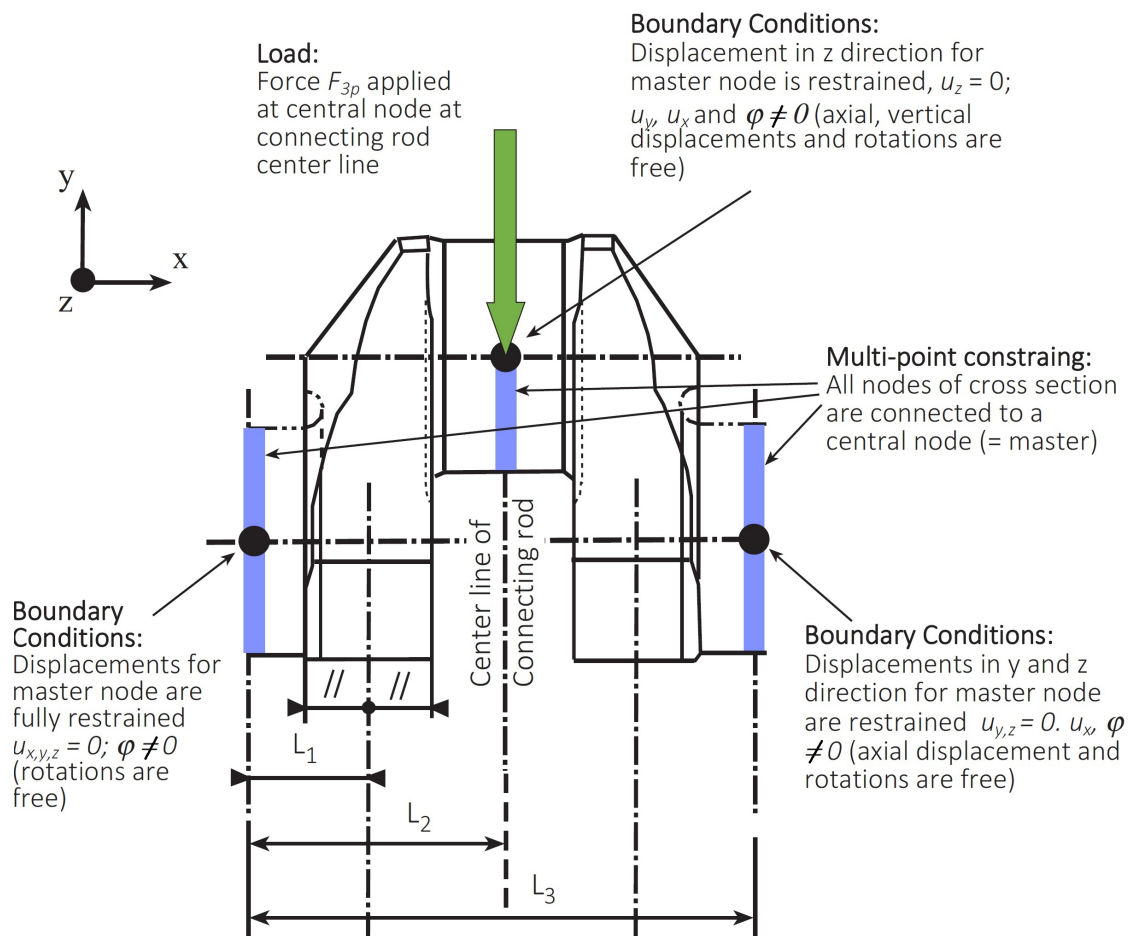 Load:
Force F3p applied
at central node at
connecting rod
center line
Boundary Conditions:
Displacement in z direction for
master node is restrained, uz = 0;
uy, ux and φ ≠ 0 (axial, vertical
displacements and rotations are
free)
y
x
z
Multi-point constraing:
All nodes of cross section
are connected to a
central node (= master)
Center line of
Connecting rod
Boundary
Conditions:
Displacements for
master node are
fully restrained
ux,y,z = 0; φ ≠ 0
(rotations are
free)
Boundary Conditions:
Displacements in y and z
direction for master node
are restrained uy,z = 0. ux, φ
≠ 0 (axial displacement and
rotations are free)
//
//
L1
L2
L3